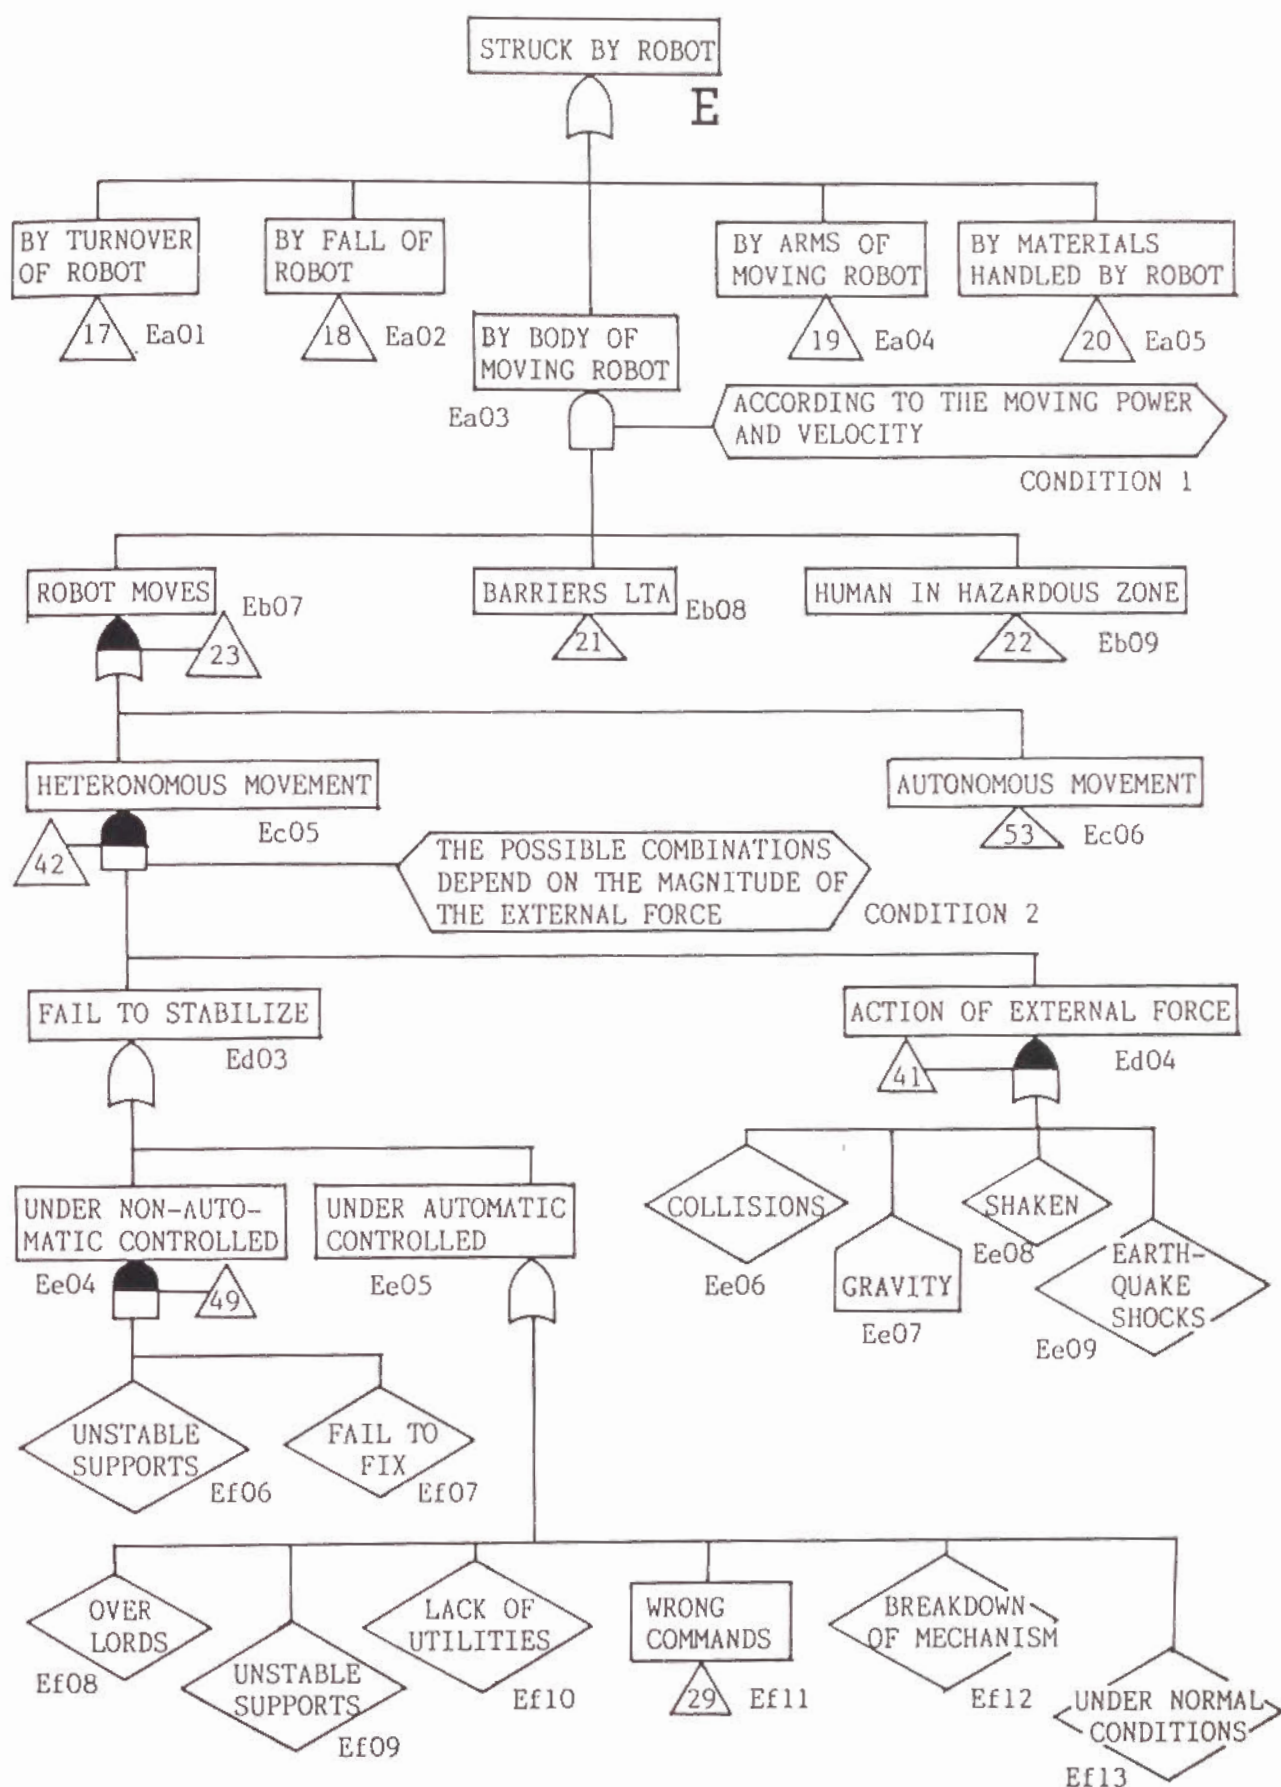 STRUCK BY ROBOT
E
BY TURNOVER
OF ROBOT
17
Ea01
BY FALL OF
ROBOT
18
Ea02
BY BODY OF
MOVING ROBOT
Ea03
BY ARMS OF
MOVING ROBOT
19
Ea04
BY MATERIALS
HANDLED BY ROBOT
20
Ea05
ACCORDING TO THE MOVING POWER
AND VELOCITY
CONDITION 1
ROBOT MOVES
Eb07
23
BARRIERS LTA
Eb08
21
HUMAN IN HAZARDOUS ZONE
22
Eb09
HETERONOMOUS MOVEMENT
Ec05
42
AUTONOMOUS MOVEMENT
53
Ec06
THE POSSIBLE COMBINATIONS
DEPEND ON THE MAGNITUDE OF
THE EXTERNAL FORCE
CONDITION 2
FAIL TO STABILIZE
Ed03
ACTION OF EXTERNAL FORCE
Ed04
41
UNDER NON-AUTO-
MATIC CONTROLLED
Ee04
49
UNDER AUTOMATIC
CONTROLLED
Ee05
COLLISIONS
Ee06
GRAVITY
Ee07
SHAKEN
Ee08
EARTH-
QUAKE
SHOCKS
Ee09
UNSTABLE
SUPPORTS
Ef06
FAIL TO
FIX
Ef07
OVER
LORDS
Ef08
UNSTABLE
SUPPORTS
Ef09
LACK OF
UTILITIES
Ef10
WRONG
COMMANDS
29
Ef11
BREAKDOWN
OF MECHANISM
Ef12
UNDER NORMAL
CONDITIONS
Ef13